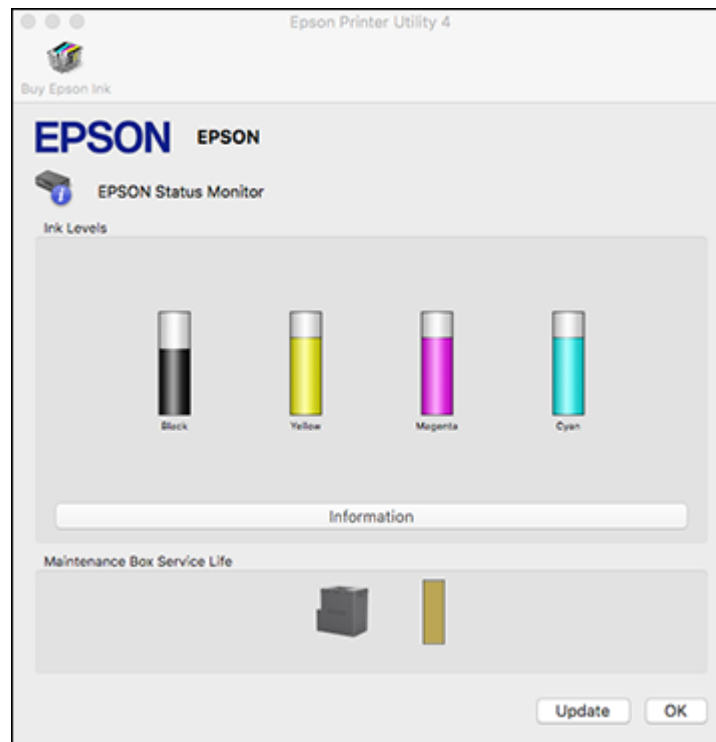 Epson Printer Utility 4
Buy Epson Ink
EPSON EPSON
EPSON Status Monitor
Ink Levels
Black Yellow Magenta Cyan
Information
Maintenance Box Service Life
Update OK